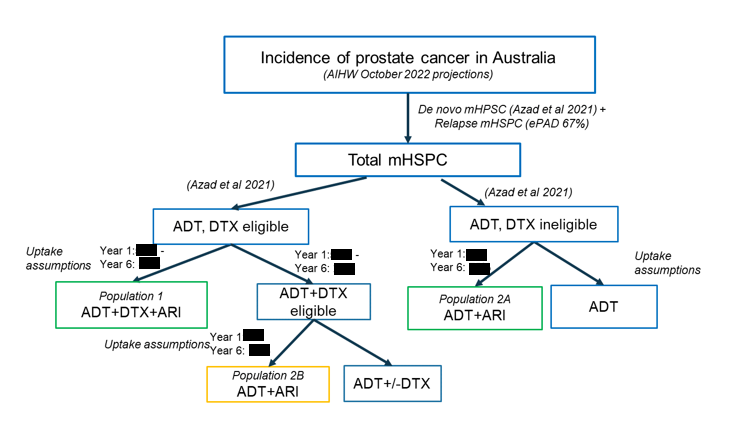 Incidence of prostate cancer in Australia
(AIHW October 2022 projections)
De novo mHPSC (Azad et al 2021) +
Relapse mHSPC (ePAD 67%)
Total mHSPC
(Azad et al 2021)
(Azad et al 2021)
ADT, DTX eligible
ADT, DTX ineligible
Uptake
assumptions
Year 1: -
Year 6:
Year 1: -
Year 6:
Year 1:
Year 6:
Uptake
assumptions
Population 1
ADT+DTX+ARI
ADT+DTX
eligible
Population 2A
ADT+ARI
ADT
Uptake assumptions
Year 1
Year 6:
Population 2B
ADT+ARI
ADT+/-DTX